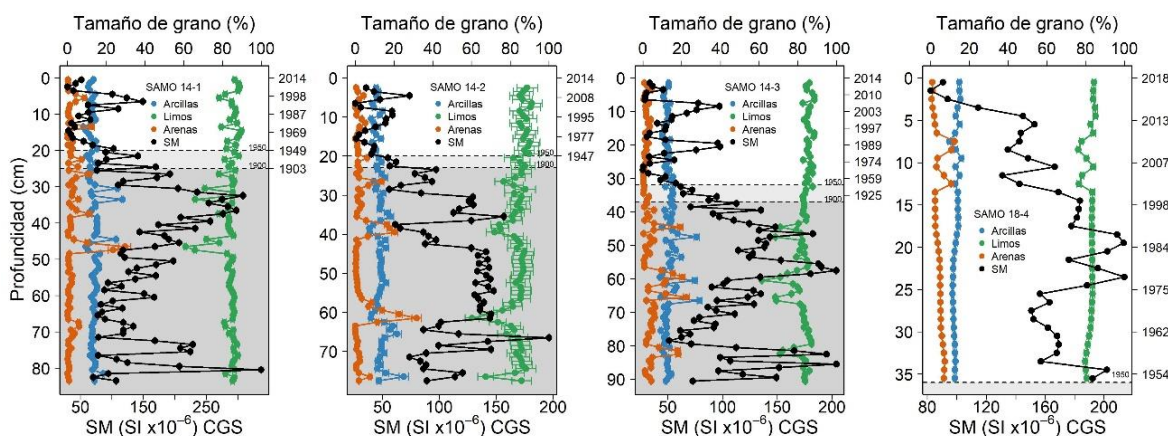 Tamaño de grano (%)
Tamaño de grano (%)
Tamaño de grano (%)
Tamaño de grano (%)
0 20 40 60 80 100
0 20 40 60 80 100
0 20 40 60 80 100
0 20 40 60 80 100
Profundidad (cm)
0
10
20
30
40
50
60
70
80
SAMO 14-1
Arcillas
Limos
Arenas
SM
2014
1998
1987
1969
1949
1903
1950
1900
50 100 150 200 250
SM (SI x10⁻⁶) CGS
0
10
20
30
40
50
60
70
SAMO 14-2
Arcillas
Limos
Arenas
SM
2014
2008
1995
1977
1947
1950
1900
50 100 150 200
SM (SI x10⁻⁶) CGS
0
10
20
30
40
50
60
70
80
90
SAMO 14-3
Arcillas
Limos
Arenas
SM
2014
2010
2003
1997
1989
1974
1959
1925
1950
1900
50 100 150 200
SM (SI x10⁻⁶) CGS
0
5
10
15
20
25
30
35
SAMO 18-4
Arcillas
Limos
Arenas
SM
2018
2013
2007
1998
1984
1975
1962
1954
1950
80 120 160 200
SM (SI x10⁻⁶) CGS